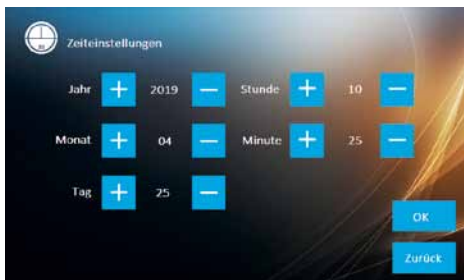 Zeiteinstellungen
Jahr + 2019 − Stunde + 10 −
Monat + 04 − Minute + 25 −
Tag + 25 −
OK
Zurück